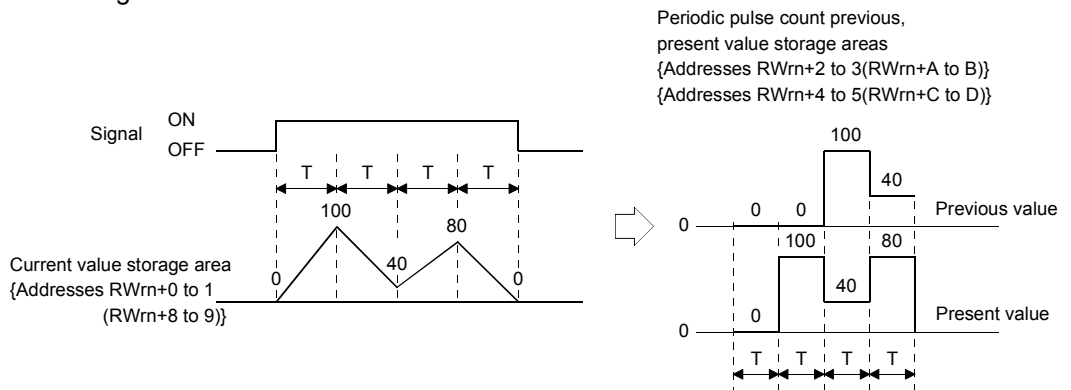 Periodic pulse count previous,
present value storage areas
{Addresses RWrn+2 to 3(RWrn+A to B)}
{Addresses RWrn+4 to 5(RWrn+C to D)}
Signal
ON
OFF
T T T T
100
80
40
0
0
Current value storage area
{Addresses RWrn+0 to 1
(RWrn+8 to 9)}
100
40
0 0
0
Previous value
100
80
40
0
0
Present value
T T T T